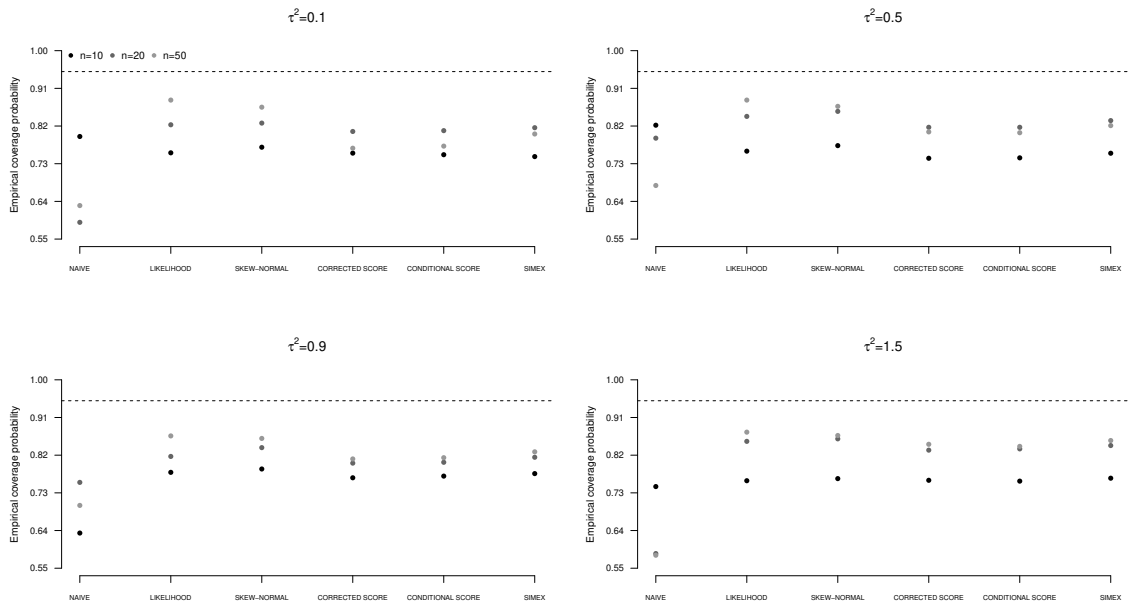 τ²=0.1
1.00
0.91
0.82
0.73
0.64
0.55
Empirical coverage probability
n=10 n=20 n=50
NAIVE LIKELIHOOD SKEW−NORMAL CORRECTED SCORE CONDITIONAL SCORE SIMEX
τ²=0.5
1.00
0.91
0.82
0.73
0.64
0.55
Empirical coverage probability
NAIVE LIKELIHOOD SKEW−NORMAL CORRECTED SCORE CONDITIONAL SCORE SIMEX
τ²=0.9
1.00
0.91
0.82
0.73
0.64
0.55
Empirical coverage probability
NAIVE LIKELIHOOD SKEW−NORMAL CORRECTED SCORE CONDITIONAL SCORE SIMEX
τ²=1.5
1.00
0.91
0.82
0.73
0.64
0.55
Empirical coverage probability
NAIVE LIKELIHOOD SKEW−NORMAL CORRECTED SCORE CONDITIONAL SCORE SIMEX